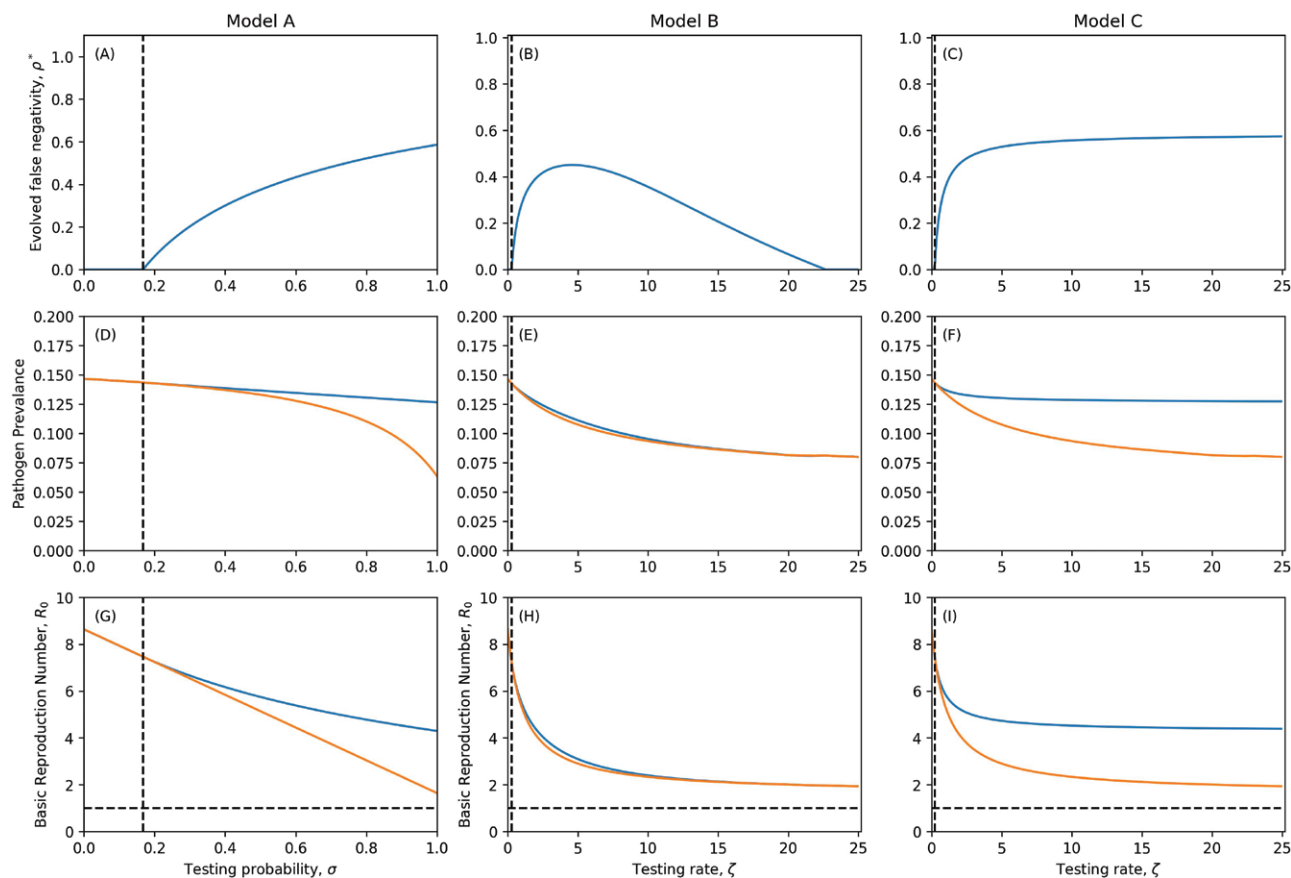 Model A
Model B
Model C
(A)
(B)
(C)
Evolved false negativity, ρ*
1.0
0.8
0.6
0.4
0.2
0.0
0.0 0.2 0.4 0.6 0.8 1.0
1.0
0.8
0.6
0.4
0.2
0.0
0 5 10 15 20 25
1.0
0.8
0.6
0.4
0.2
0.0
0 5 10 15 20 25
(D)
(E)
(F)
Pathogen Prevalance
0.200
0.175
0.150
0.125
0.100
0.075
0.050
0.025
0.000
0.0 0.2 0.4 0.6 0.8 1.0
0.200
0.175
0.150
0.125
0.100
0.075
0.050
0.025
0.000
0 5 10 15 20 25
0.200
0.175
0.150
0.125
0.100
0.075
0.050
0.025
0.000
0 5 10 15 20 25
(G)
(H)
(I)
Basic Reproduction Number, R₀
10
8
6
4
2
0
0.0 0.2 0.4 0.6 0.8 1.0
Testing probability, σ
Basic Reproduction Number, R₀
10
8
6
4
2
0
0 5 10 15 20 25
Testing rate, ζ
Basic Reproduction Number, R₀
10
8
6
4
2
0
0 5 10 15 20 25
Testing rate, ζ